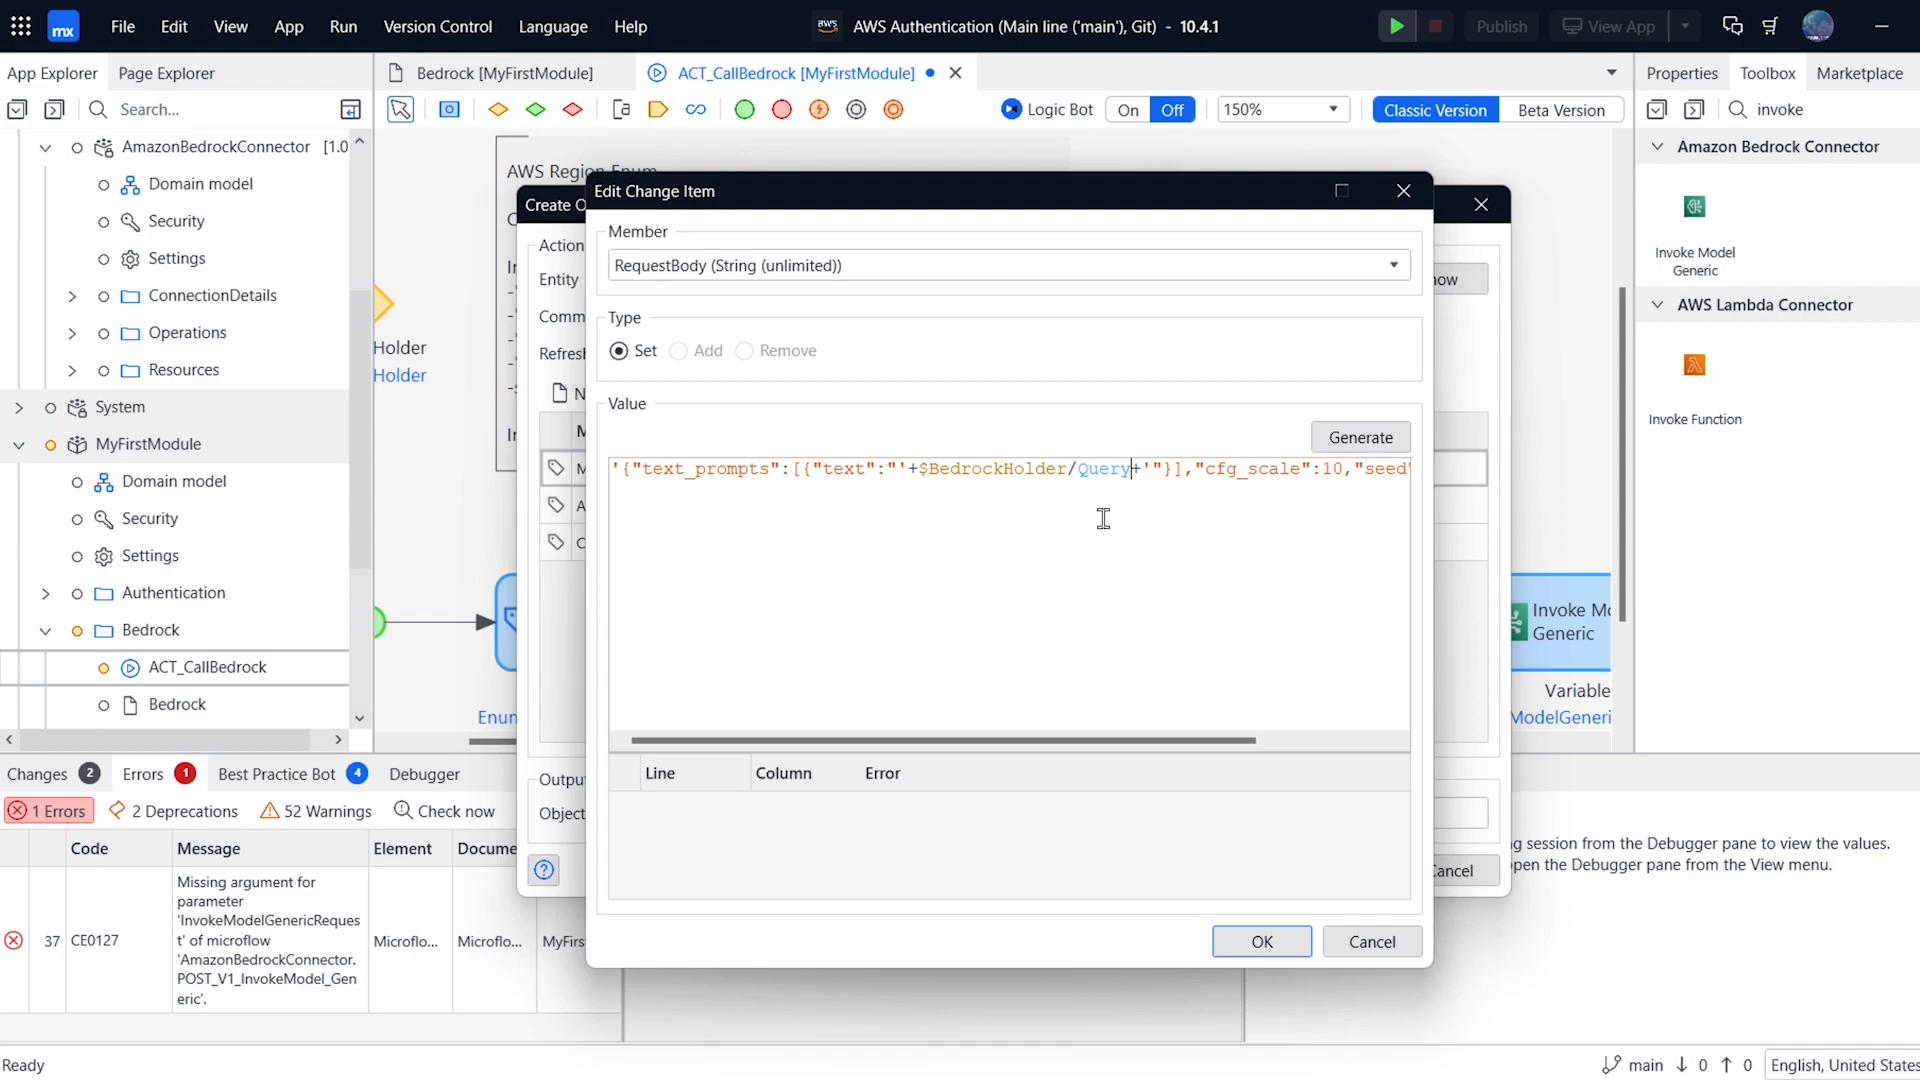 mx
File Edit View App Run Version Control Language Help
aws AWS Authentication (Main line ('main'), Git) - 10.4.1
Publish
View App
App Explorer Page Explorer
Bedrock [MyFirstModule]
ACT_CallBedrock [MyFirstModule]
Properties Toolbox Marketplace
Search...
Logic Bot On Off
150%
Classic Version Beta Version
invoke
AmazonBedrockConnector [1.0
Domain model
Security
Settings
ConnectionDetails
Operations
Resources
System
MyFirstModule
Domain model
Security
Settings
Authentication
Bedrock
ACT_CallBedrock
Bedrock
AWS Region Enum
Holder
Holder
Enum
Create O
Action
Entity
Comm
Refresh
Outpu
Object
Cancel
Edit Change Item
Member
RequestBody (String (unlimited))
Type
Set Add Remove
Value
Generate
'{"text_prompts":[{"text":"'+$BedrockHolder/Query+'"}],"cfg_scale":10,"seed"
Line Column Error
OK Cancel
Amazon Bedrock Connector
Invoke Model
Generic
AWS Lambda Connector
Invoke Function
Invoke Mo
Generic
Variable
ModelGeneri
Changes 2 Errors 1 Best Practice Bot 4 Debugger
1 Errors 2 Deprecations 52 Warnings Check now
Code Message Element Docume
37 CE0127
Missing argument for
parameter
'InvokeModelGenericReques
t' of microflow
'AmazonBedrockConnector.
POST_V1_InvokeModel_Gen
eric'.
Microflo... Microflo... MyFirs
g session from the Debugger pane to view the values.
open the Debugger pane from the View menu.
Ready
main 0 0 English, United States